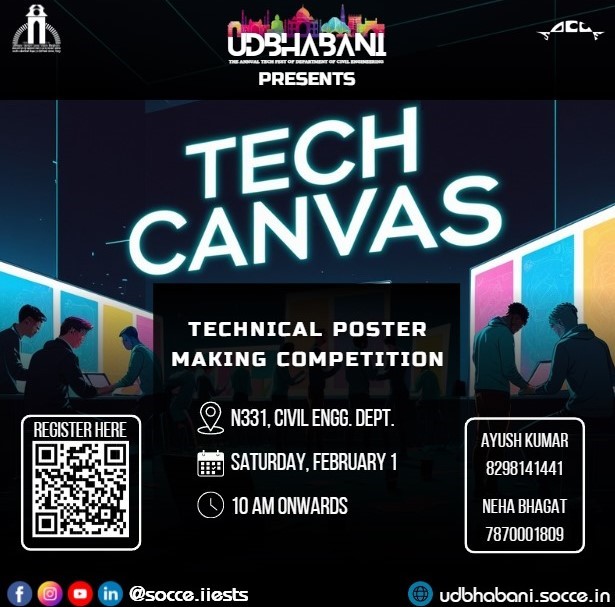 UDBHABANI
THE ANNUAL TECH FEST OF DEPARTMENT OF CIVIL ENGINEERING
PRESENTS
TECH
CANVAS
TECHNICAL POSTER
MAKING COMPETITION
N331, CIVIL ENGG. DEPT.
SATURDAY, FEBRUARY 1
10 AM ONWARDS
REGISTER HERE
AYUSH KUMAR
8298141441
NEHA BHAGAT
7870001809
@socce.iiests
udbhabani.socce.in